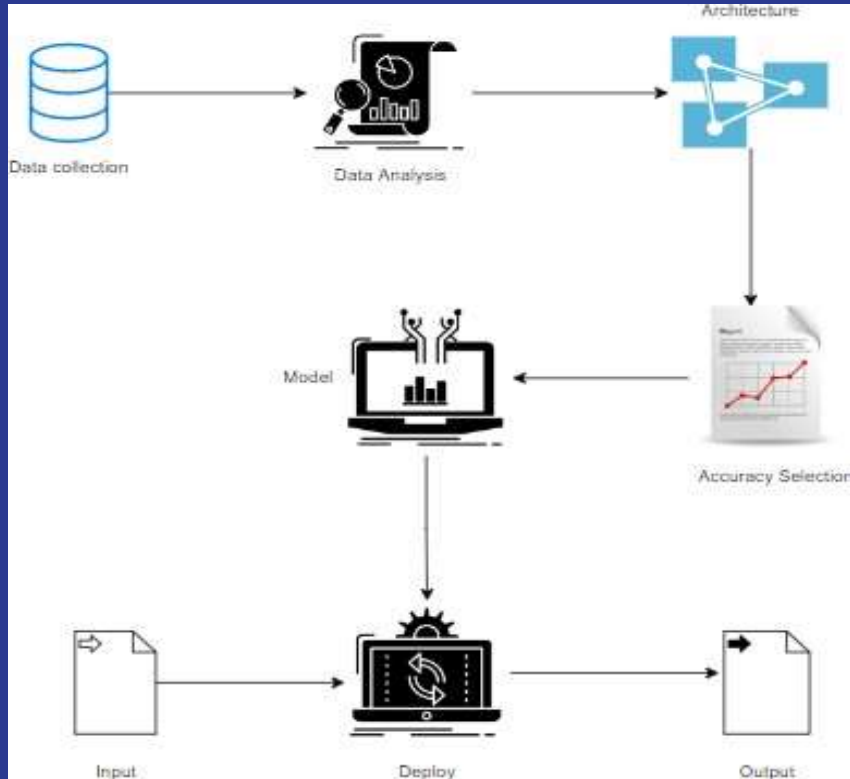 Architecture
Data collection
Data Analysis
Model
Accuracy Selection
Input
Deploy
Output